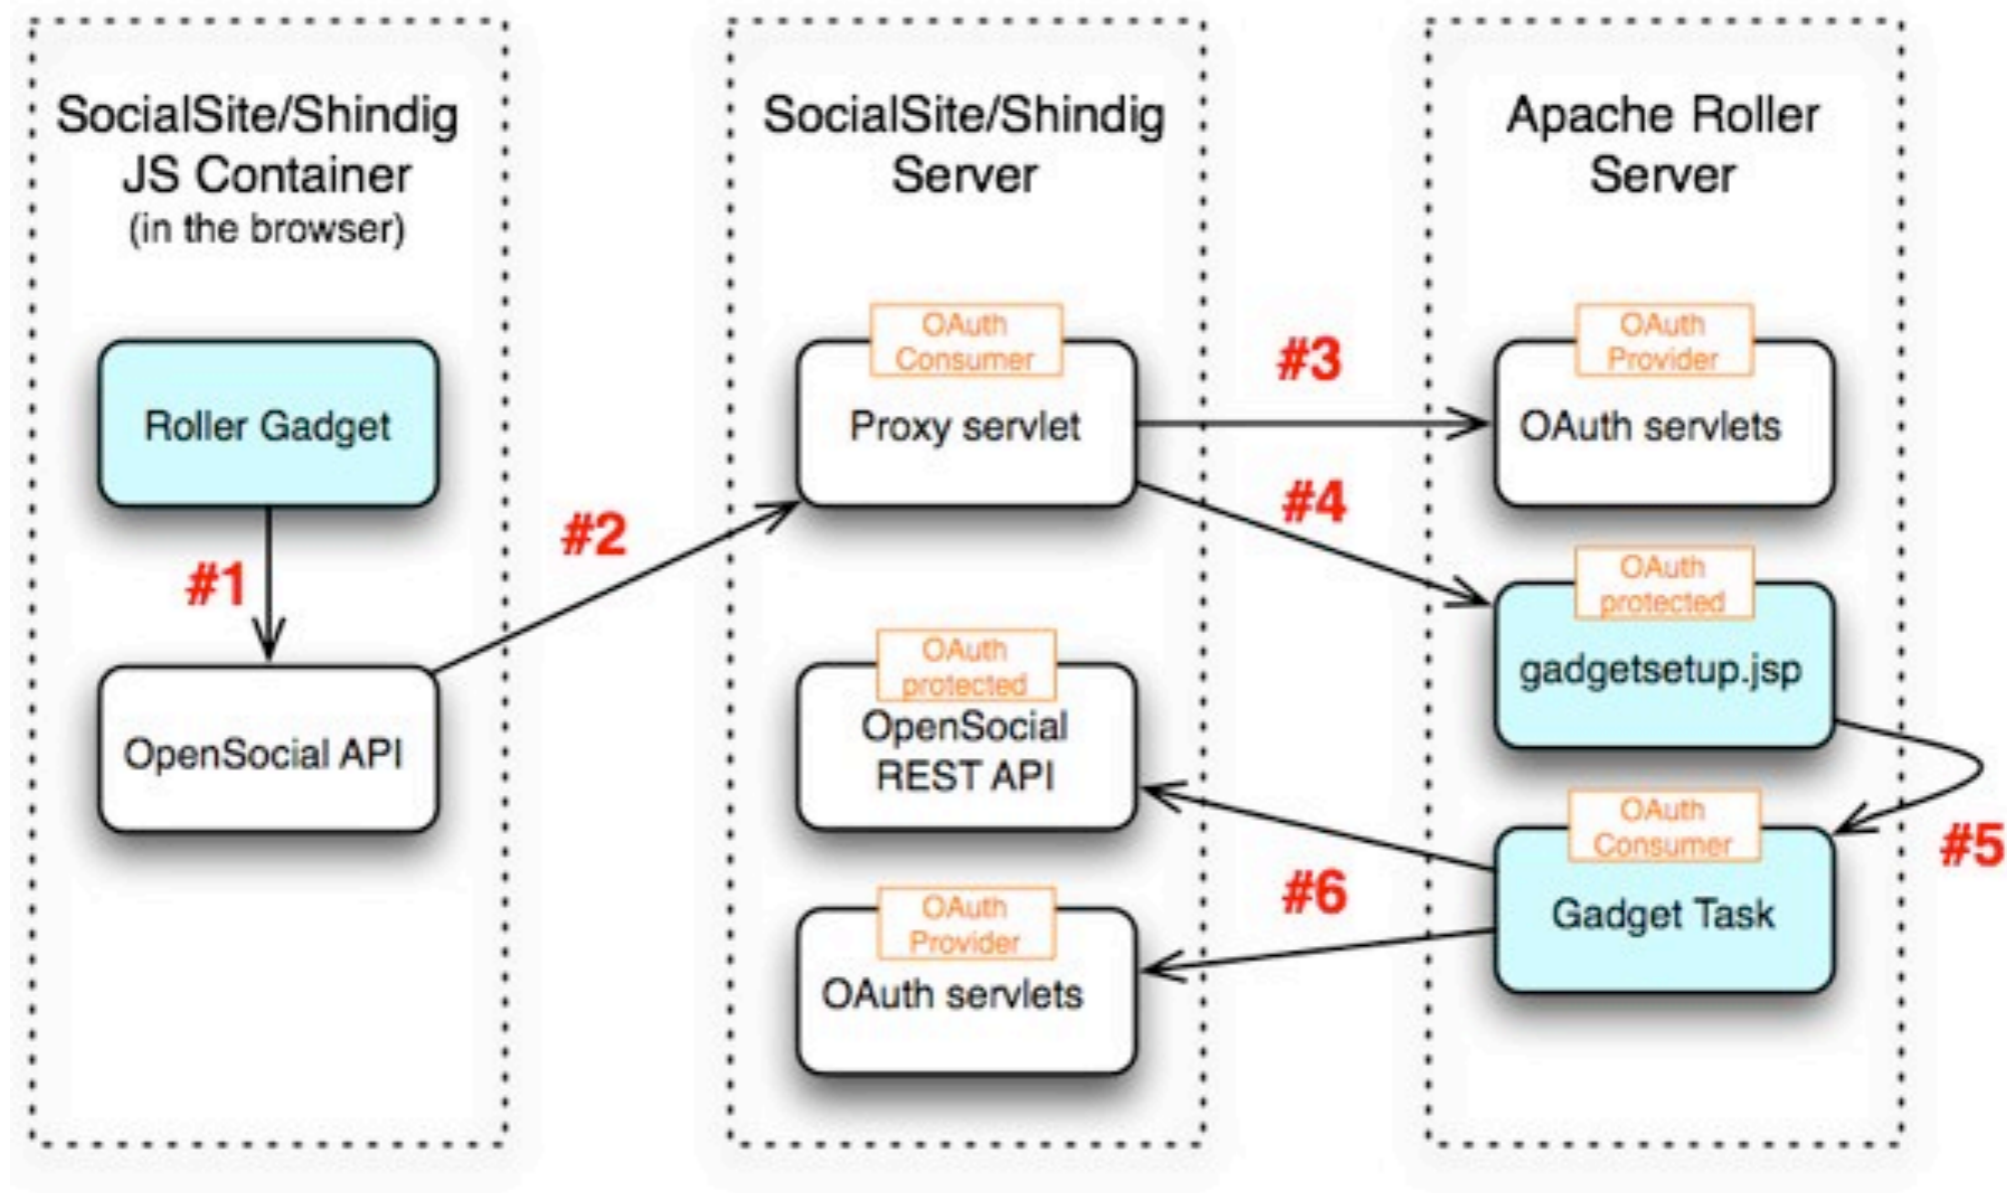 SocialSite/Shindig
JS Container
(in the browser)
Roller Gadget
#1
OpenSocial API
#2
SocialSite/Shindig
Server
OAuth
Consumer
Proxy servlet
OAuth
protected
OpenSocial
REST API
OAuth
Provider
OAuth servlets
#3
#4
#6
Apache Roller
Server
OAuth
Provider
OAuth servlets
OAuth
protected
gadgetsetup.jsp
OAuth
Consumer
Gadget Task
#5